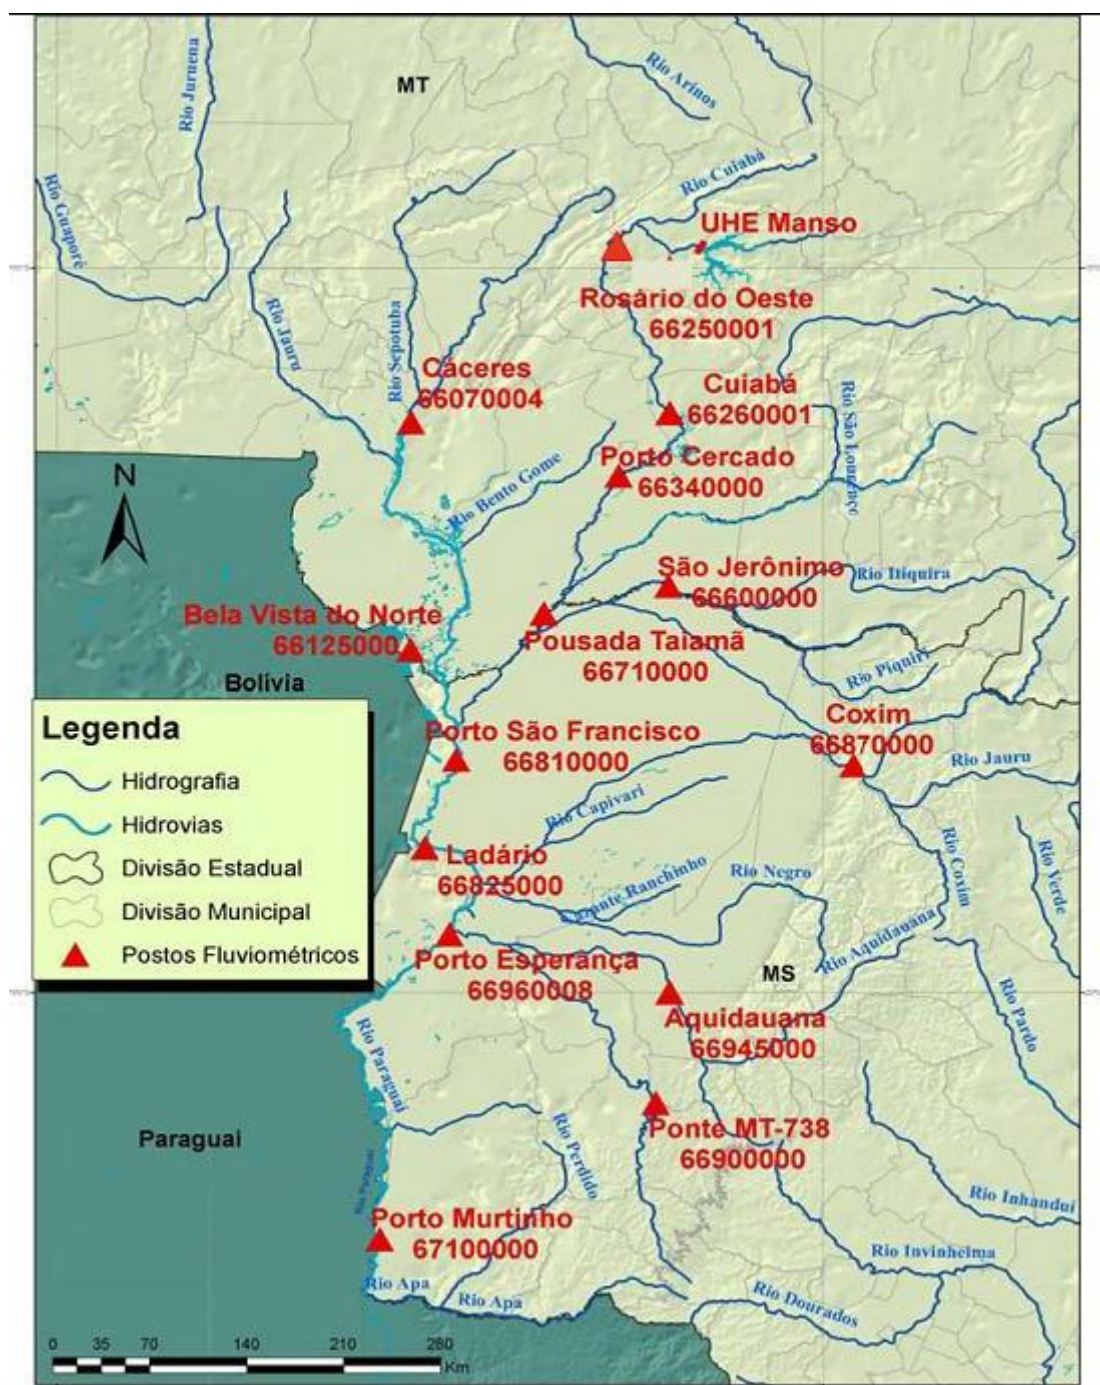 MT
Rio Juruena
Rio Arinos
Rio Guaporé
Rio Cuiabá
UHE Manso
Rosário do Oeste
66250001
Rio Jauru
Rio Sepotuba
Cáceres
66070004
Cuiabá
66260001
Rio São Lourenço
Porto Cercado
66340000
Rio Bento Gome
N
São Jerônimo
66600000
Rio Itiquira
Bela Vista do Norte
66125000
Pousada Taiamã
66710000
Rio Piquiri
Bolivia
Coxim
66870000
Porto São Francisco
66810000
Rio Jauru
Legenda
Hidrografia
Hidrovias
Divisão Estadual
Divisão Municipal
Postos Fluviométricos
Rio Capivari
Ladário
66825000
Rio Coxim
Rio Verde
Ranchinho
Rio Negro
Rio Aquidauana
Porto Esperança
66960008
MS
Aquidauana
66945000
Rio Pardo
Rio Paraguai
Paraguai
Ponte MT-738
66900000
Rio Perdido
Rio Paraguai
Rio Inhanduí
Porto Murtinho
67100000
Rio Invinheima
Rio Apa
Rio Apa
Rio Dourados
0 35 70 140 210 280
Km